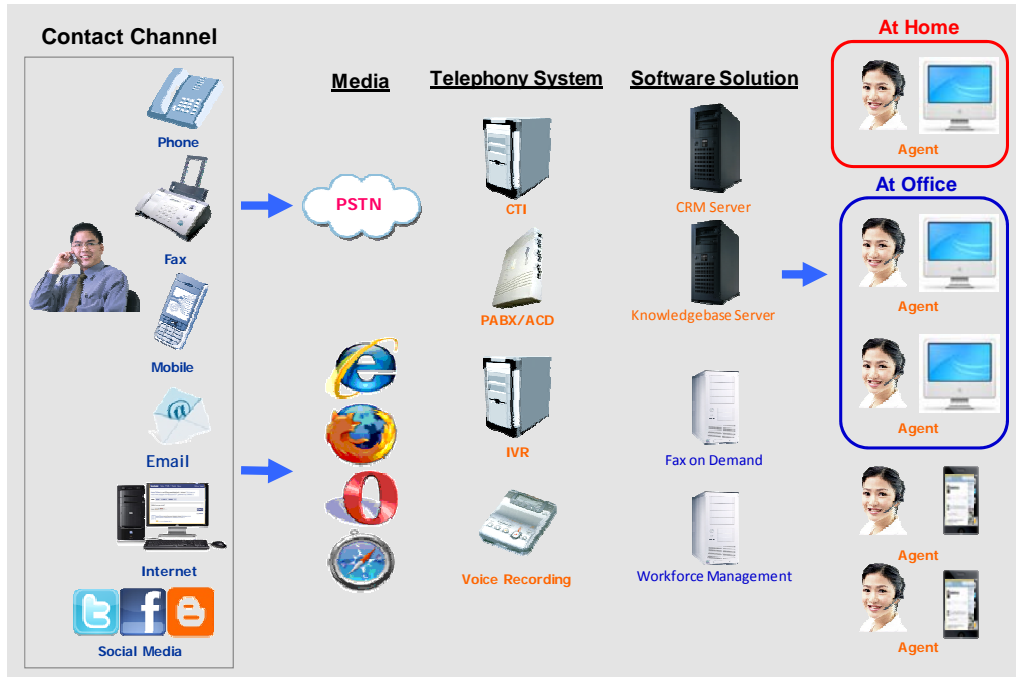 Contact Channel
Phone
Fax
Mobile
Email
Internet
Social Media
Media
PSTN
Telephony System
CTI
PABX/ACD
IVR
Voice Recording
Software Solution
CRM Server
Knowledgebase Server
Fax on Demand
Workforce Management
At Home
Agent
At Office
Agent
Agent
Agent
Agent